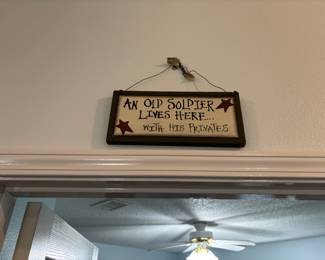 AN OLD SOLDIER
LIVES HERE...
WITH HIS PRIVATES